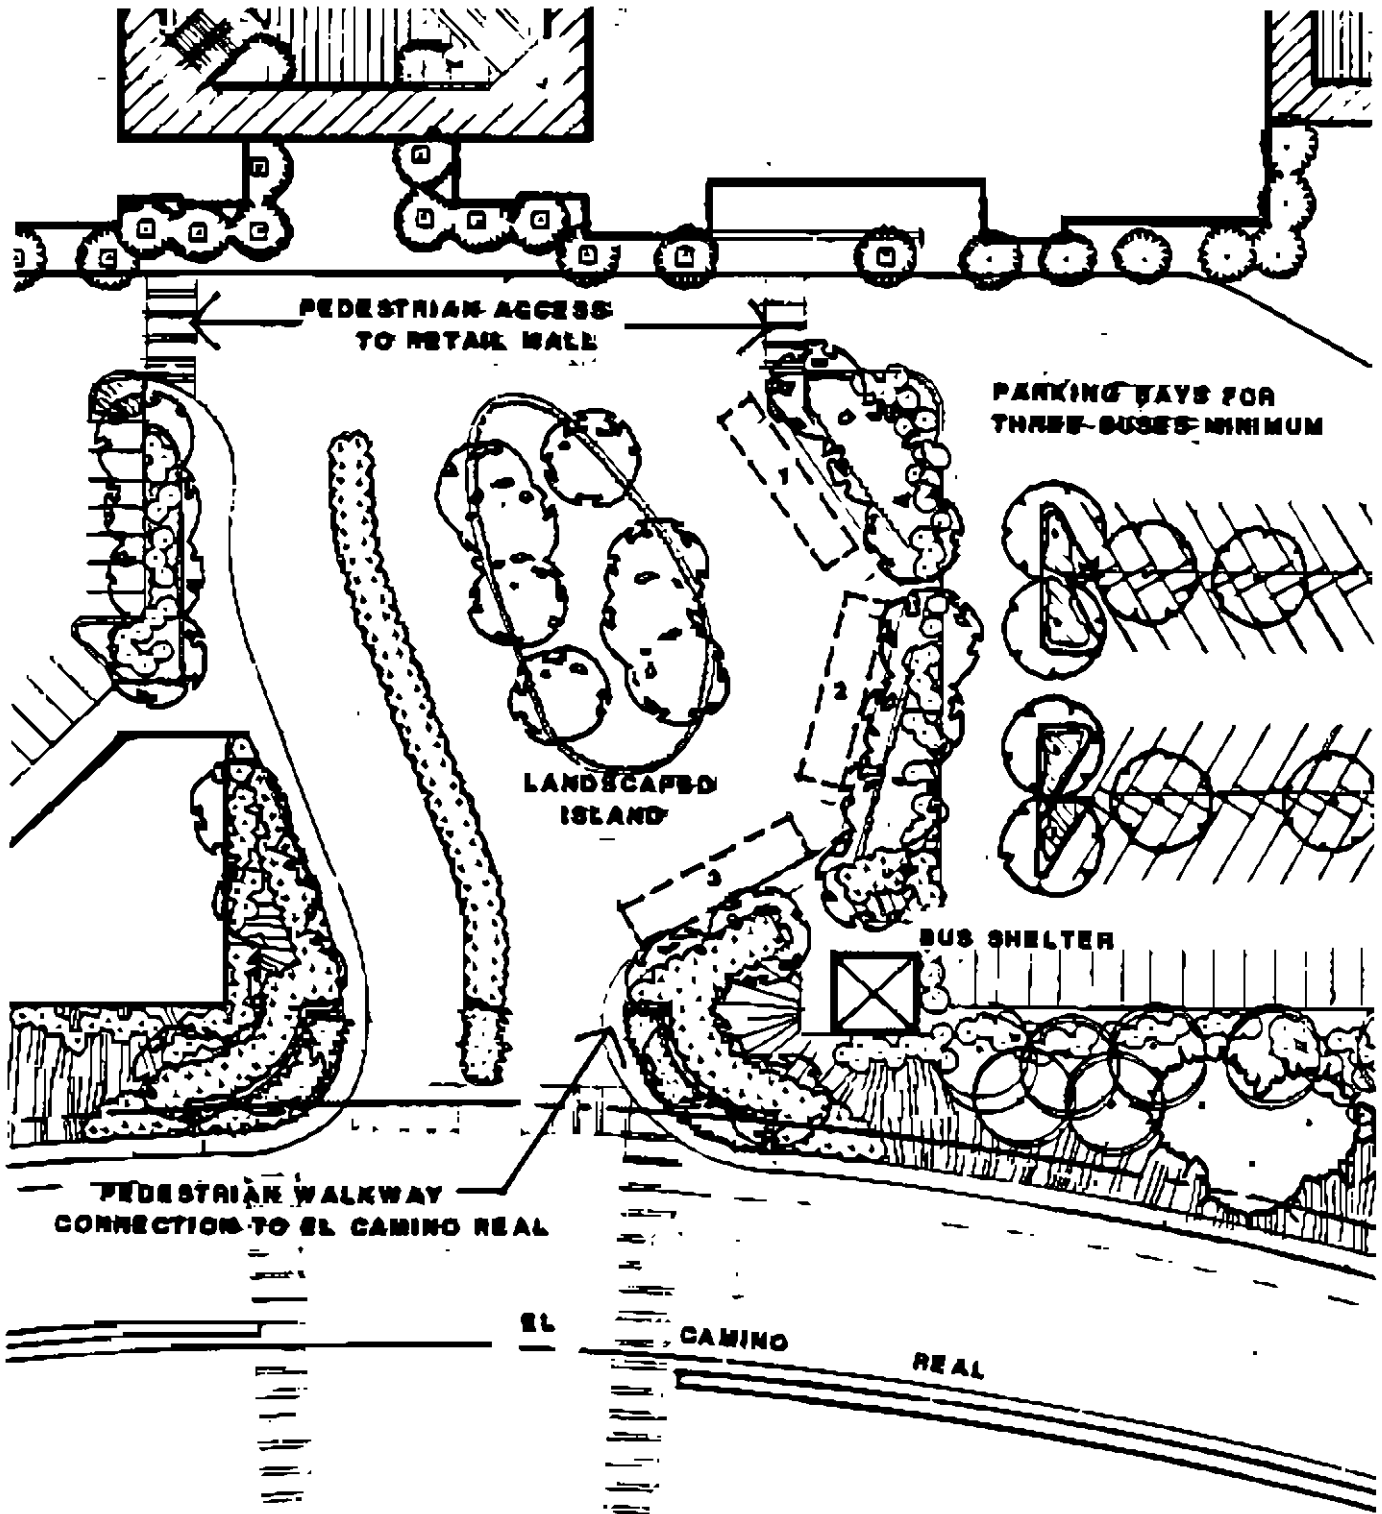 PEDESTRIAN ACCESS
TO RETAIL MALL
PARKING BAYS FOR
THREE BUSES MINIMUM
1
2
3
LANDSCAPED
ISLAND
BUS SHELTER
PEDESTRIAN WALKWAY
CONNECTION TO EL CAMINO REAL
EL CAMINO REAL